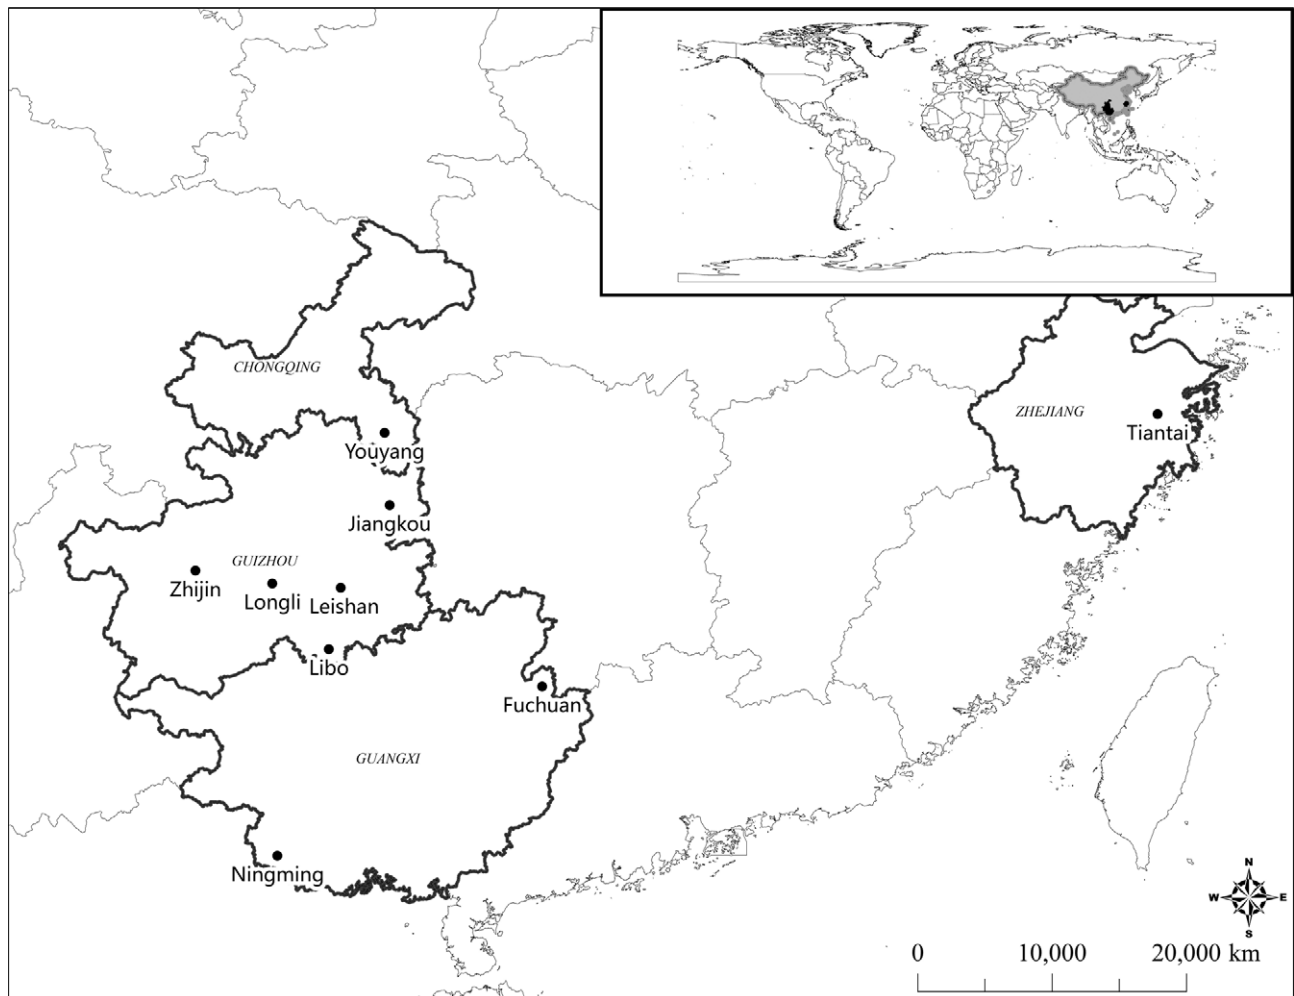 CHONGQING
ZHEJIANG
Tiantai
Youyang
Jiangkou
GUIZHOU
Zhijin
Longli
Leishan
Libo
Fuchuan
GUANGXI
Ningming
N
W
E
S
0
10,000
20,000 km